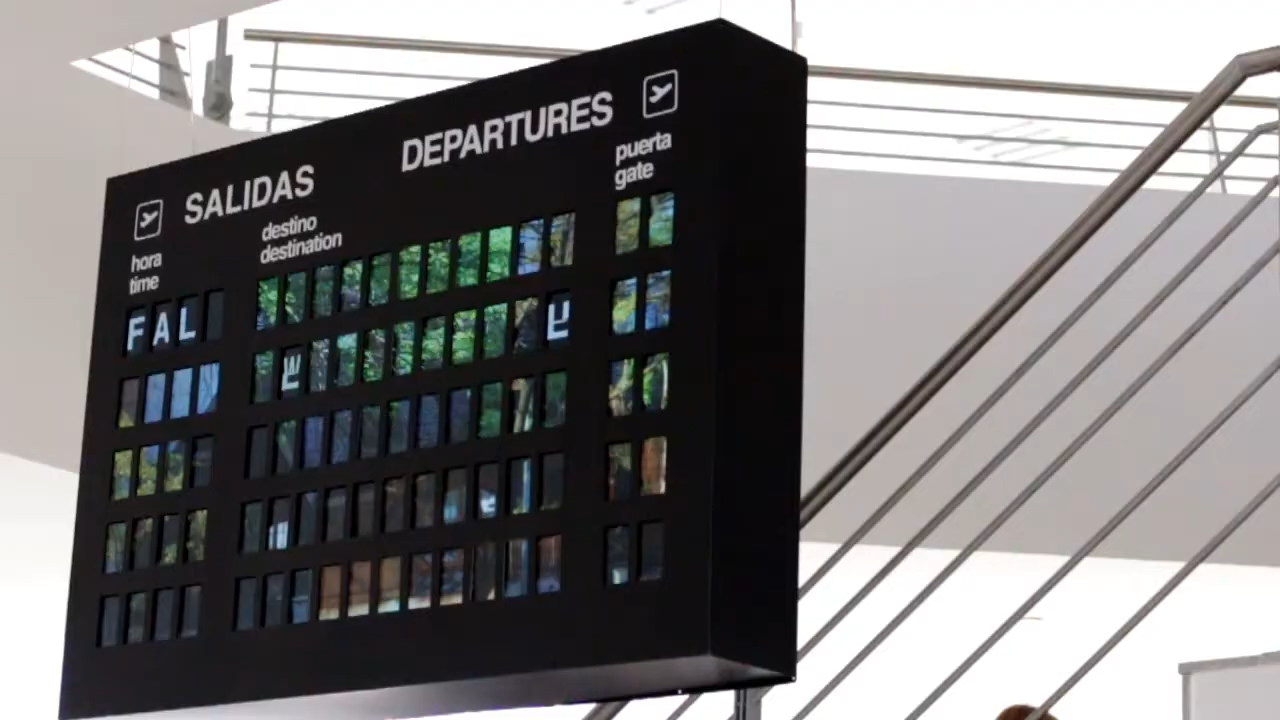 SALIDAS DEPARTURES
hora destino puerta
time destination gate
FAL